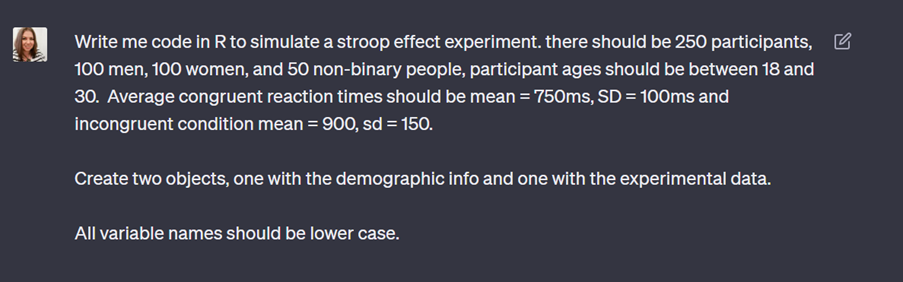 Write me code in R to simulate a stroop effect experiment. there should be 250 participants,
100 men, 100 women, and 50 non-binary people, participant ages should be between 18 and
30.  Average congruent reaction times should be mean = 750ms, SD = 100ms and
incongruent condition mean = 900, sd = 150.
Create two objects, one with the demographic info and one with the experimental data.
All variable names should be lower case.